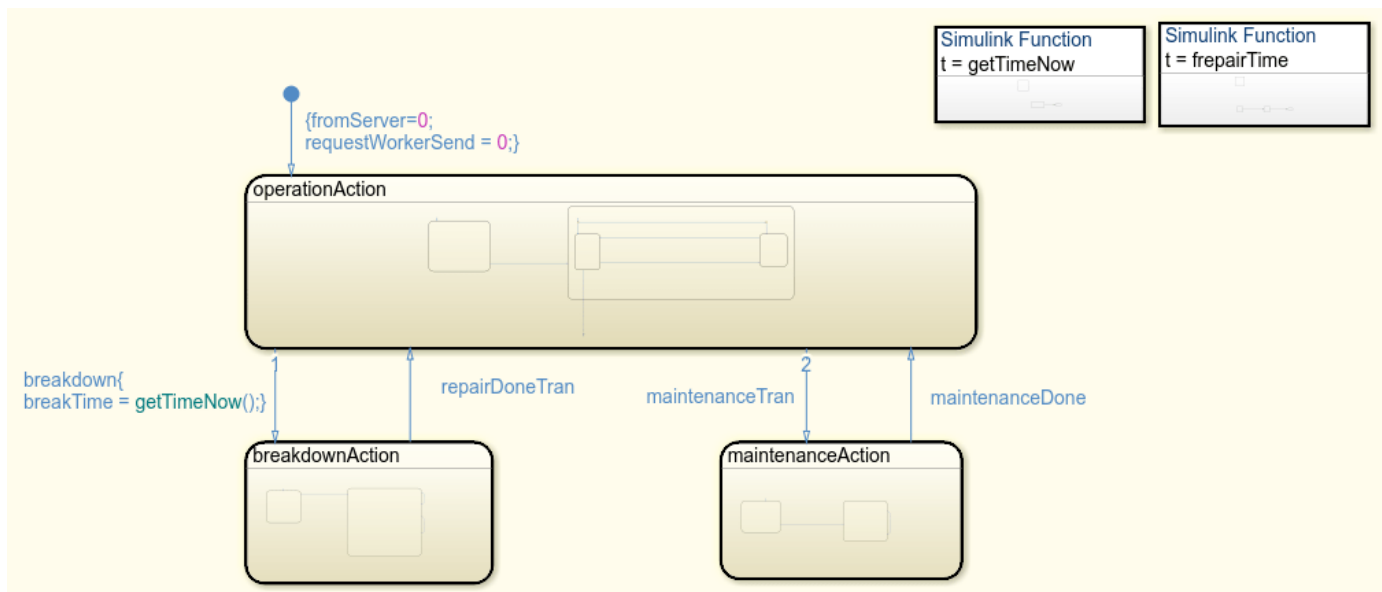 Simulink Function
t = getTimeNow
Simulink Function
t = frepairTime
{fromServer=0;
requestWorkerSend = 0;}
operationAction
1
2
breakdown{
breakTime = getTimeNow();}
repairDoneTran
maintenanceTran
maintenanceDone
breakdownAction
maintenanceAction